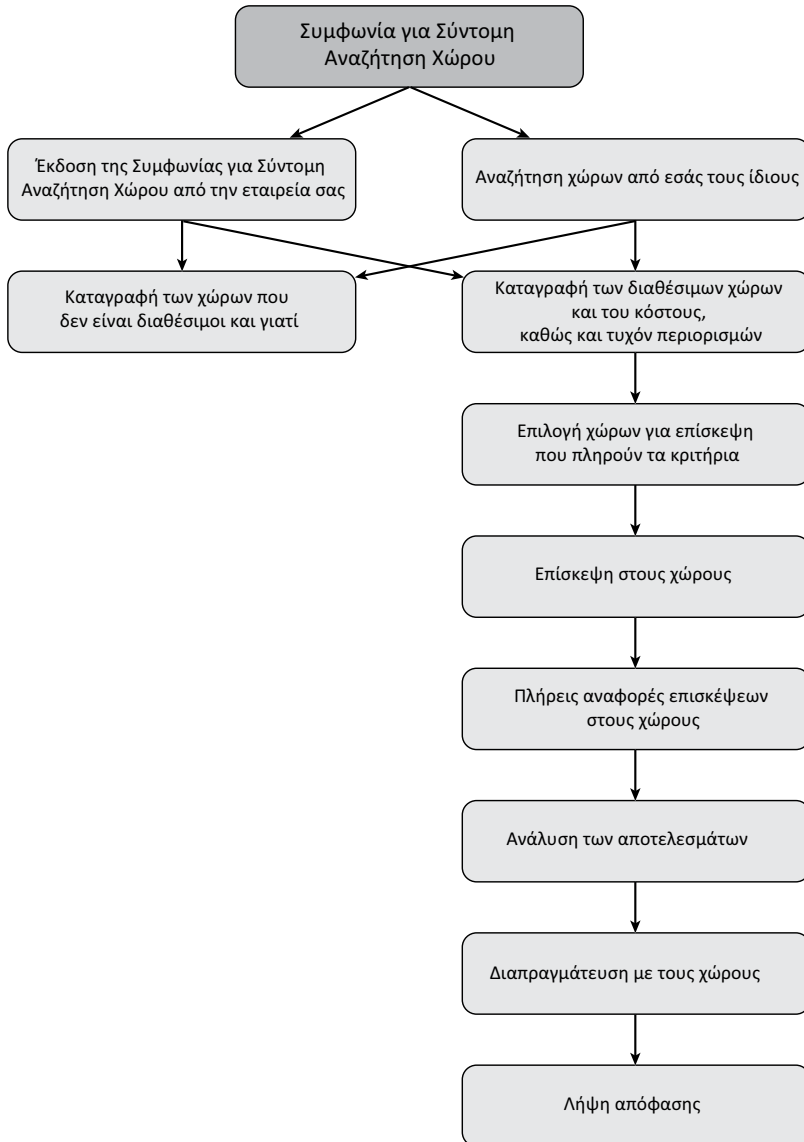 Συμφωνία για Σύντομη
Αναζήτηση Χώρου
Έκδοση της Συμφωνίας για Σύντομη
Αναζήτηση Χώρου από την εταιρεία σας
Αναζήτηση χώρων από εσάς τους ίδιους
Καταγραφή των χώρων που
δεν είναι διαθέσιμοι και γιατί
Καταγραφή των διαθέσιμων χώρων
και του κόστους,
καθώς και τυχόν περιορισμών
Επιλογή χώρων για επίσκεψη
που πληρούν τα κριτήρια
Επίσκεψη στους χώρους
Πλήρεις αναφορές επισκέψεων
στους χώρους
Ανάλυση των αποτελεσμάτων
Διαπραγμάτευση με τους χώρους
Λήψη απόφασης